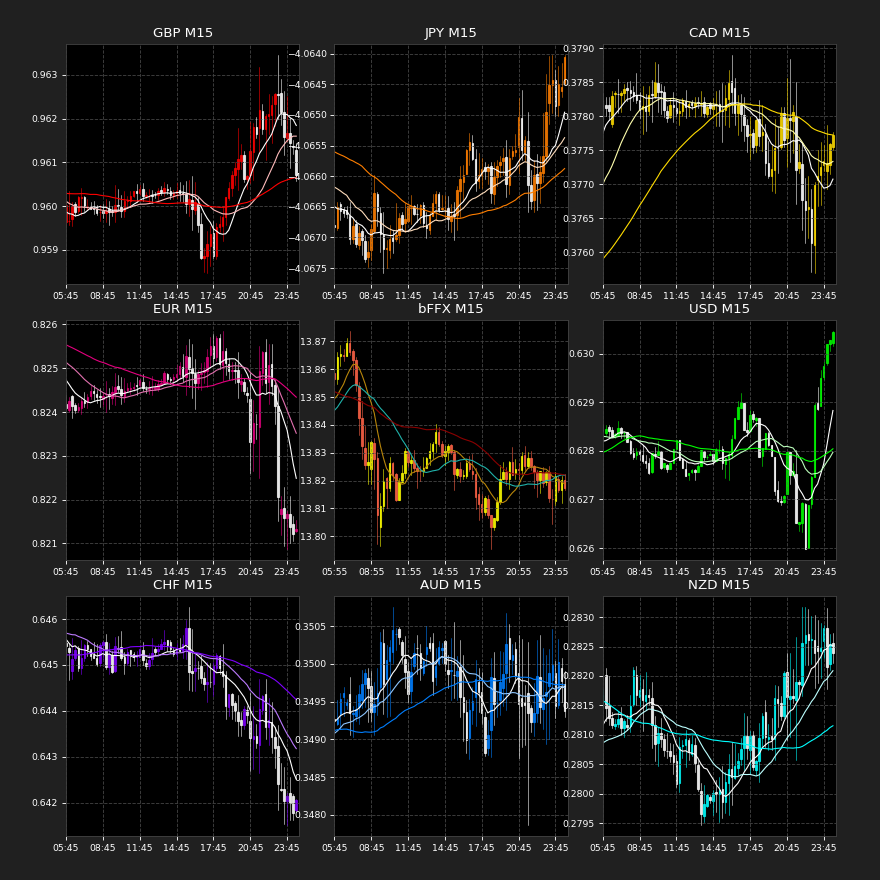 GBP M15 JPY M15 CAD M15
0.963 0.962 0.961 0.960 0.959
−4.0640 −4.0645 −4.0650 −4.0655 −4.0660 −4.0665 −4.0670 −4.0675
0.3790 0.3785 0.3780 0.3775 0.3770 0.3765 0.3760
05:45 08:45 11:45 14:45 17:45 20:45 23:45 05:45 08:45 11:45 14:45 17:45 20:45 23:45 05:45 08:45 11:45 14:45 17:45 20:45 23:45
EUR M15 bFFX M15 USD M15
0.826 0.825 0.824 0.823 0.822 0.821
13.87 13.86 13.85 13.84 13.83 13.82 13.81 13.80
0.630 0.629 0.628 0.627 0.626
05:45 08:45 11:45 14:45 17:45 20:45 23:45 05:55 08:55 11:55 14:55 17:55 20:55 23:55 05:45 08:45 11:45 14:45 17:45 20:45 23:45
CHF M15 AUD M15 NZD M15
0.646 0.645 0.644 0.643 0.642
0.3505 0.3500 0.3495 0.3490 0.3485 0.3480
0.2830 0.2825 0.2820 0.2815 0.2810 0.2805 0.2800 0.2795
05:45 08:45 11:45 14:45 17:45 20:45 23:45 05:45 08:45 11:45 14:45 17:45 20:45 23:45 05:45 08:45 11:45 14:45 17:45 20:45 23:45